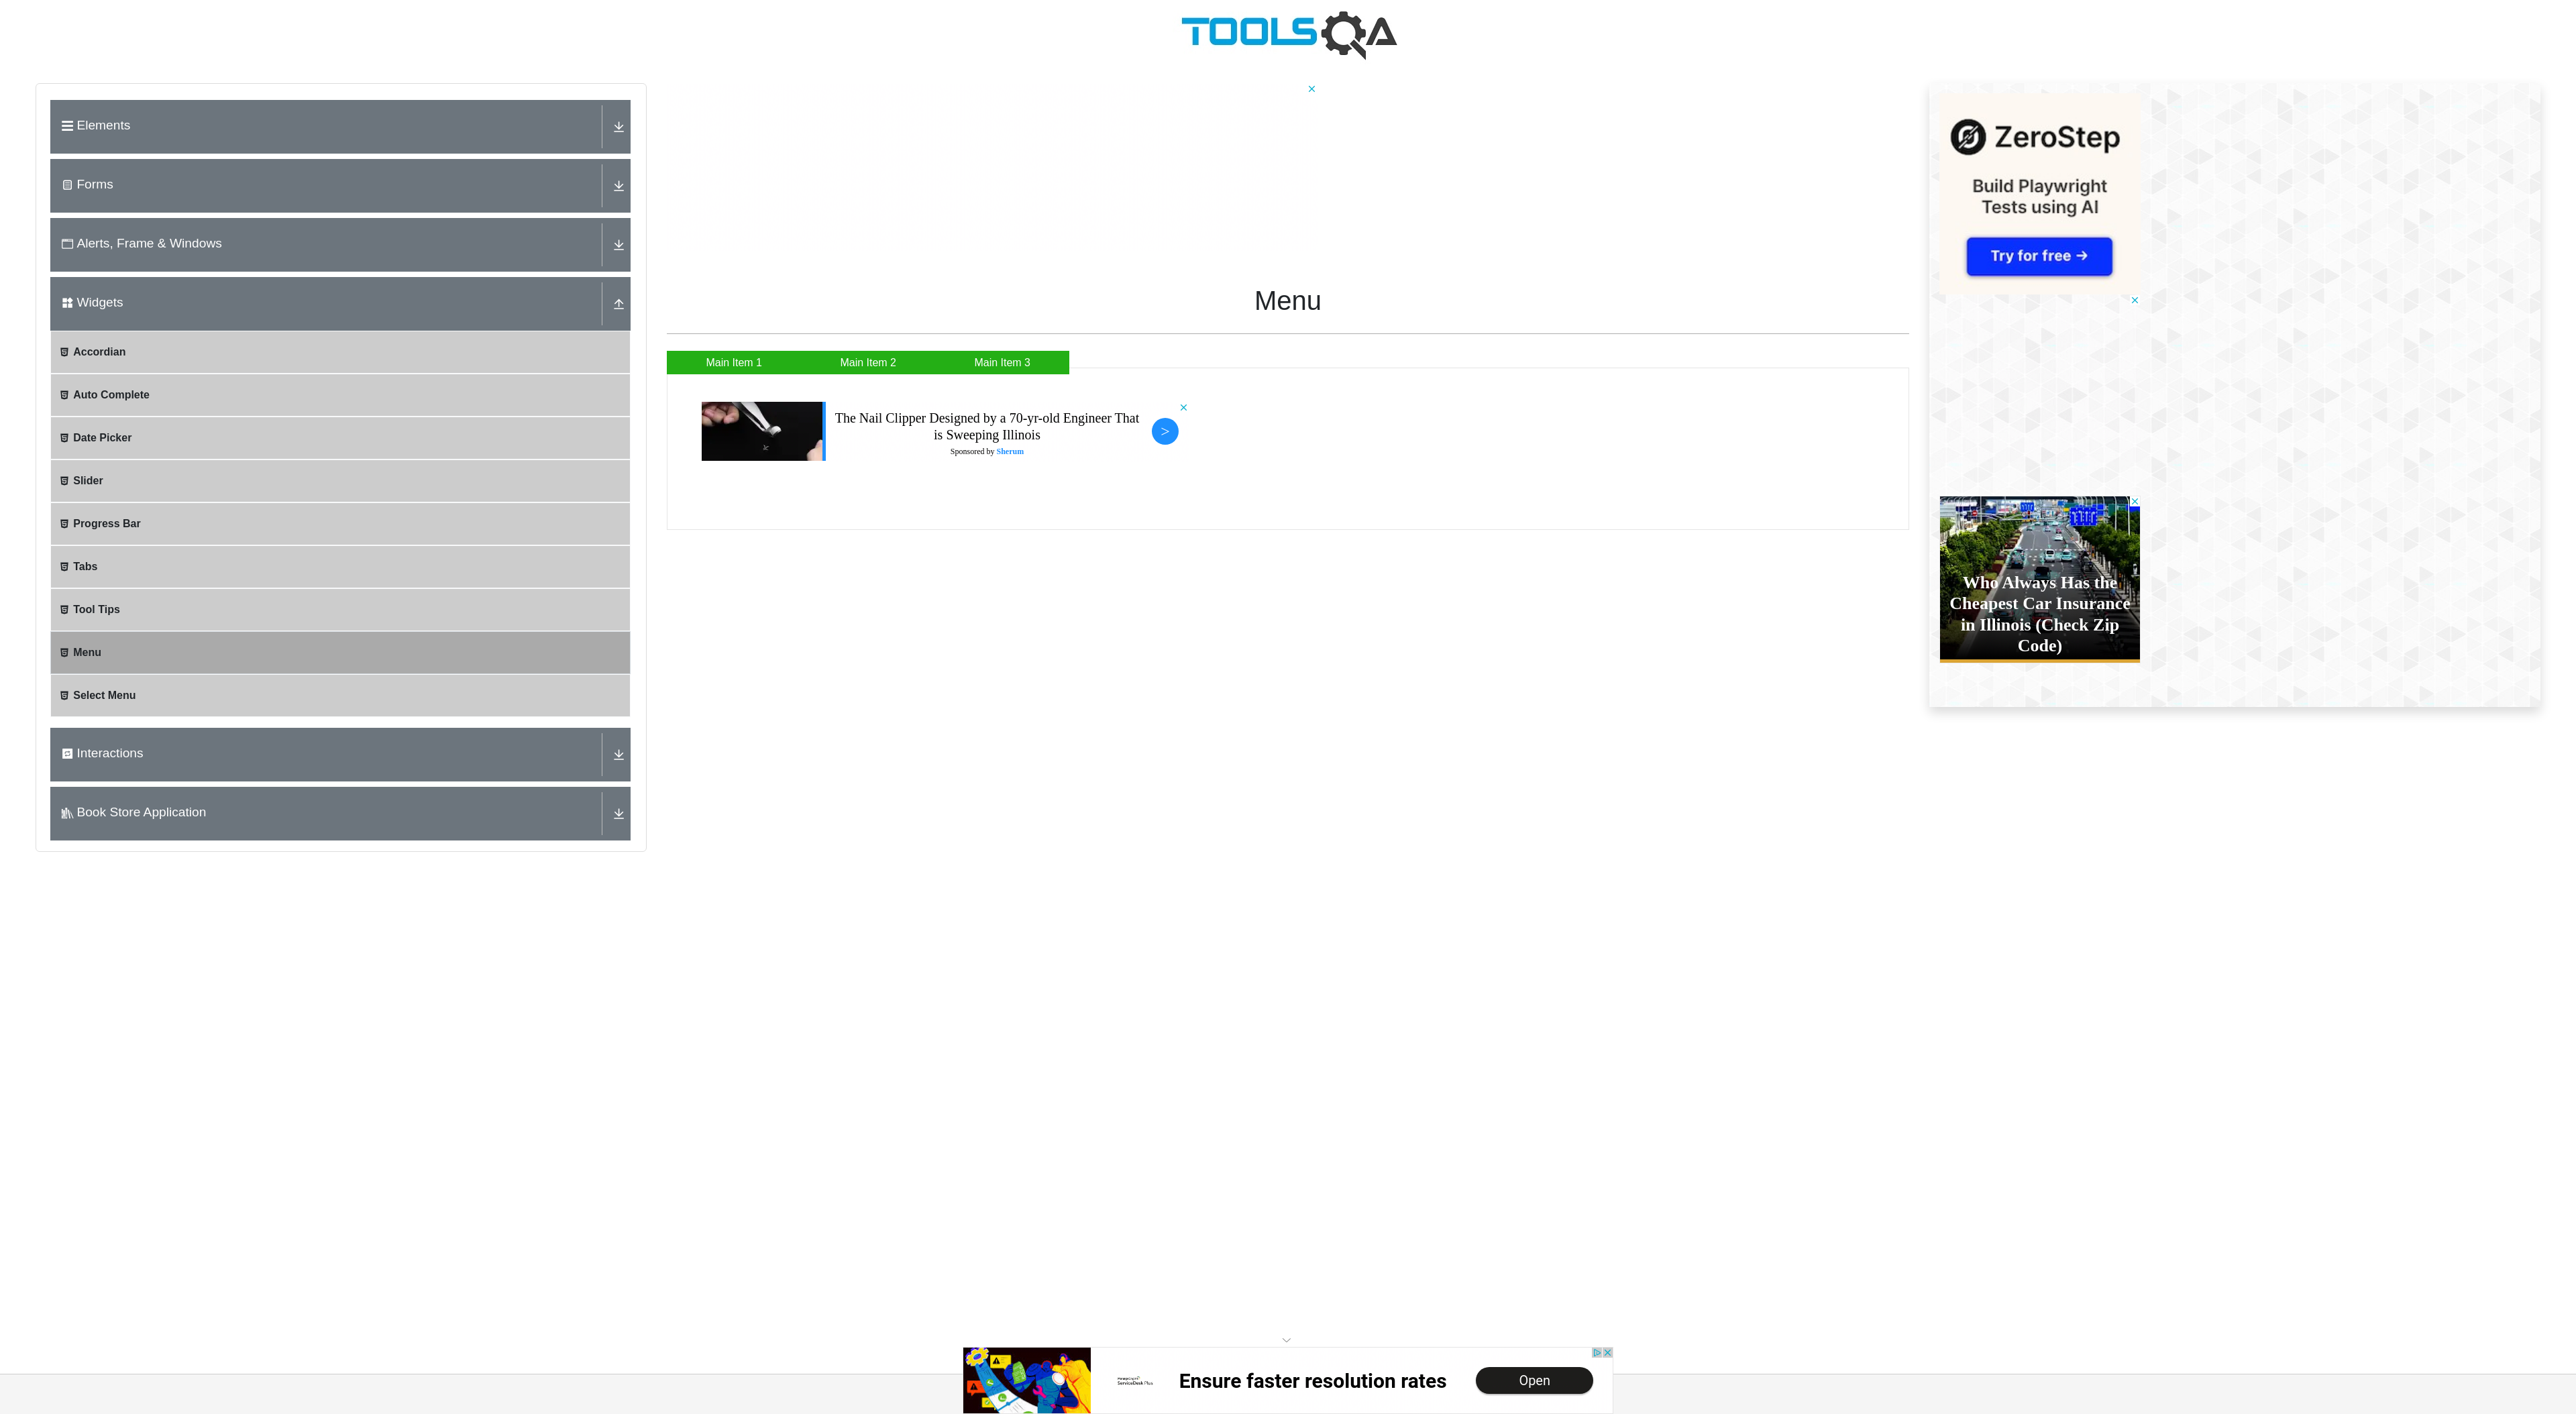 TOOLSQA
Elements
Forms
Alerts, Frame & Windows
Widgets
Accordian
Auto Complete
Date Picker
Slider
Progress Bar
Tabs
Tool Tips
Menu
Select Menu
Interactions
Book Store Application
Menu
Main Item 1 Main Item 2 Main Item 3
The Nail Clipper Designed by a 70-yr-old Engineer That
is Sweeping Illinois
Sponsored by Sherum
>
ZeroStep
Build Playwright
Tests using AI
Try for free →
Who Always Has the
Cheapest Car Insurance
in Illinois (Check Zip
Code)
ServiceDesk Plus
Ensure faster resolution rates
Open